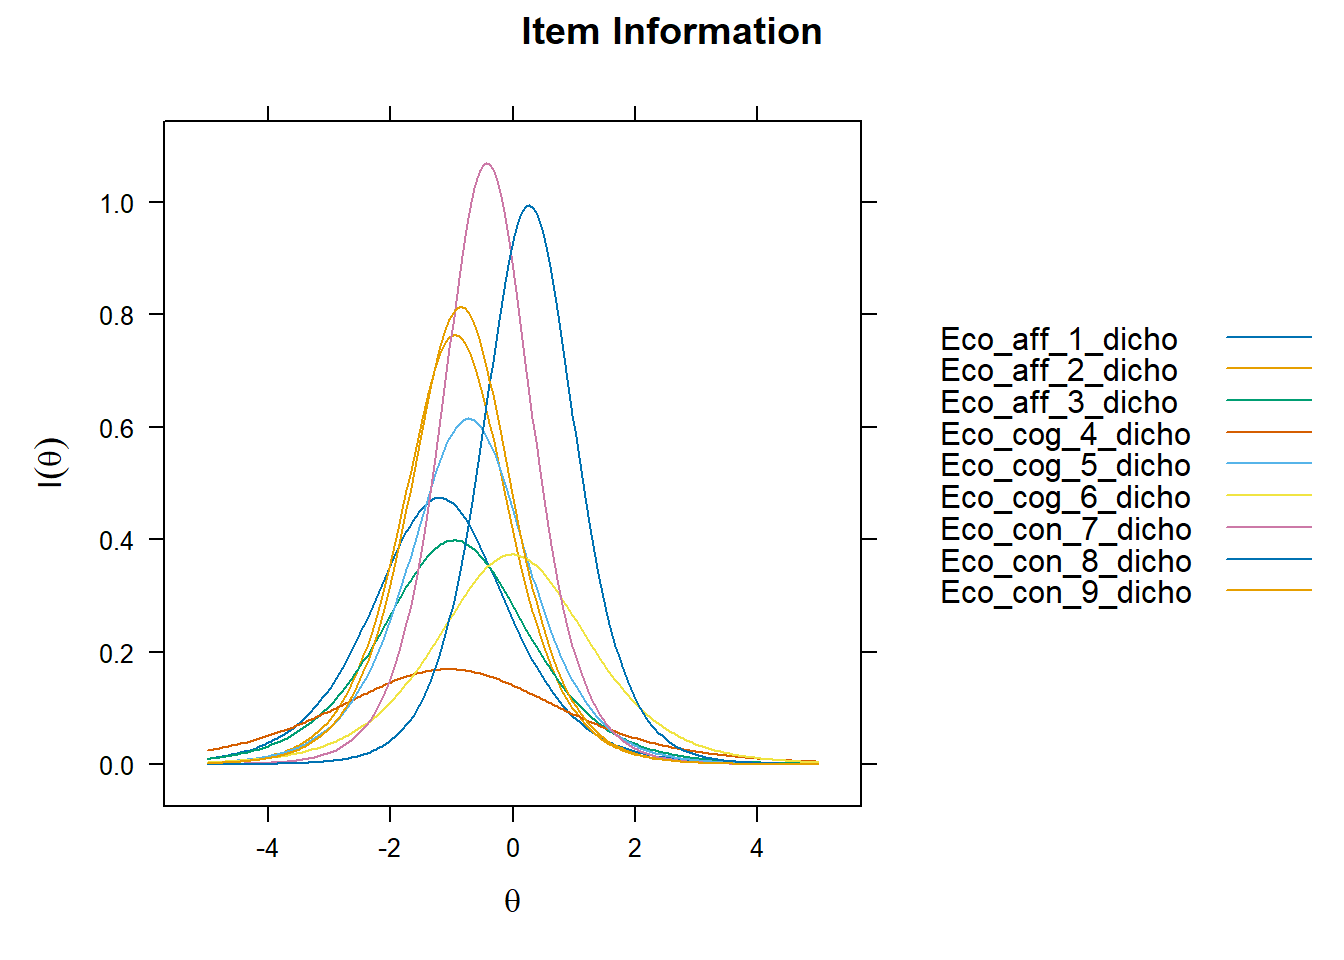 Item Information
1.0
0.8
0.6
0.4
0.2
0.0
I(θ)
-4 -2 0 2 4
θ
Eco_aff_1_dicho
Eco_aff_2_dicho
Eco_aff_3_dicho
Eco_cog_4_dicho
Eco_cog_5_dicho
Eco_cog_6_dicho
Eco_con_7_dicho
Eco_con_8_dicho
Eco_con_9_dicho